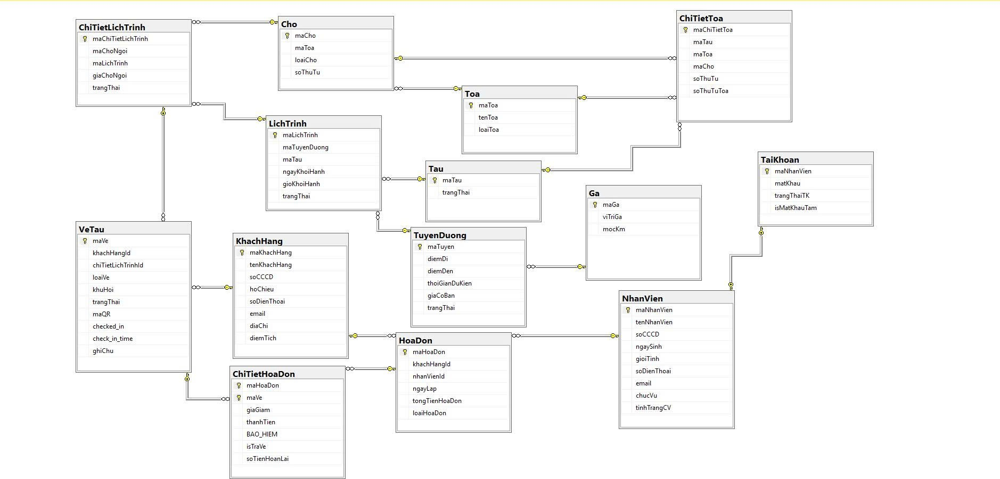 ChiTietLichTrinh
maChiTietLichTrinh
maChoNgoi
maLichTrinh
giaChoNgoi
trangThai
Cho
maCho
maToa
loaiCho
soThuTu
ChiTietToa
maChiTietToa
maTau
maToa
maCho
soThuTu
soThuTuToa
Toa
maToa
tenToa
loaiToa
LichTrinh
maLichTrinh
maTuyenDuong
maTau
ngayKhoiHanh
gioKhoiHanh
trangThai
Tau
maTau
trangThai
TaiKhoan
maNhanVien
matKhau
trangThaiTK
isMatKhauTam
Ga
maGa
viTriGa
mocKm
VeTau
maVe
khachHangId
chiTietLichTrinhId
loaiVe
khuHoi
trangThai
maQR
checked_in
check_in_time
ghiChu
KhachHang
maKhachHang
tenKhachHang
soCCCD
hoChieu
soDienThoai
email
diaChi
diemTich
TuyenDuong
maTuyen
diemDi
diemDen
thoiGianDuKien
giaCoBan
trangThai
NhanVien
maNhanVien
tenNhanVien
soCCCD
ngaySinh
gioiTinh
soDienThoai
email
chucVu
tinhTrangCV
HoaDon
maHoaDon
khachHangId
nhanVienId
ngayLap
tongTienHoaDon
loaiHoaDon
ChiTietHoaDon
maHoaDon
maVe
giaGiam
thanhTien
BAO_HIEM
isTraVe
soTienHoanLai